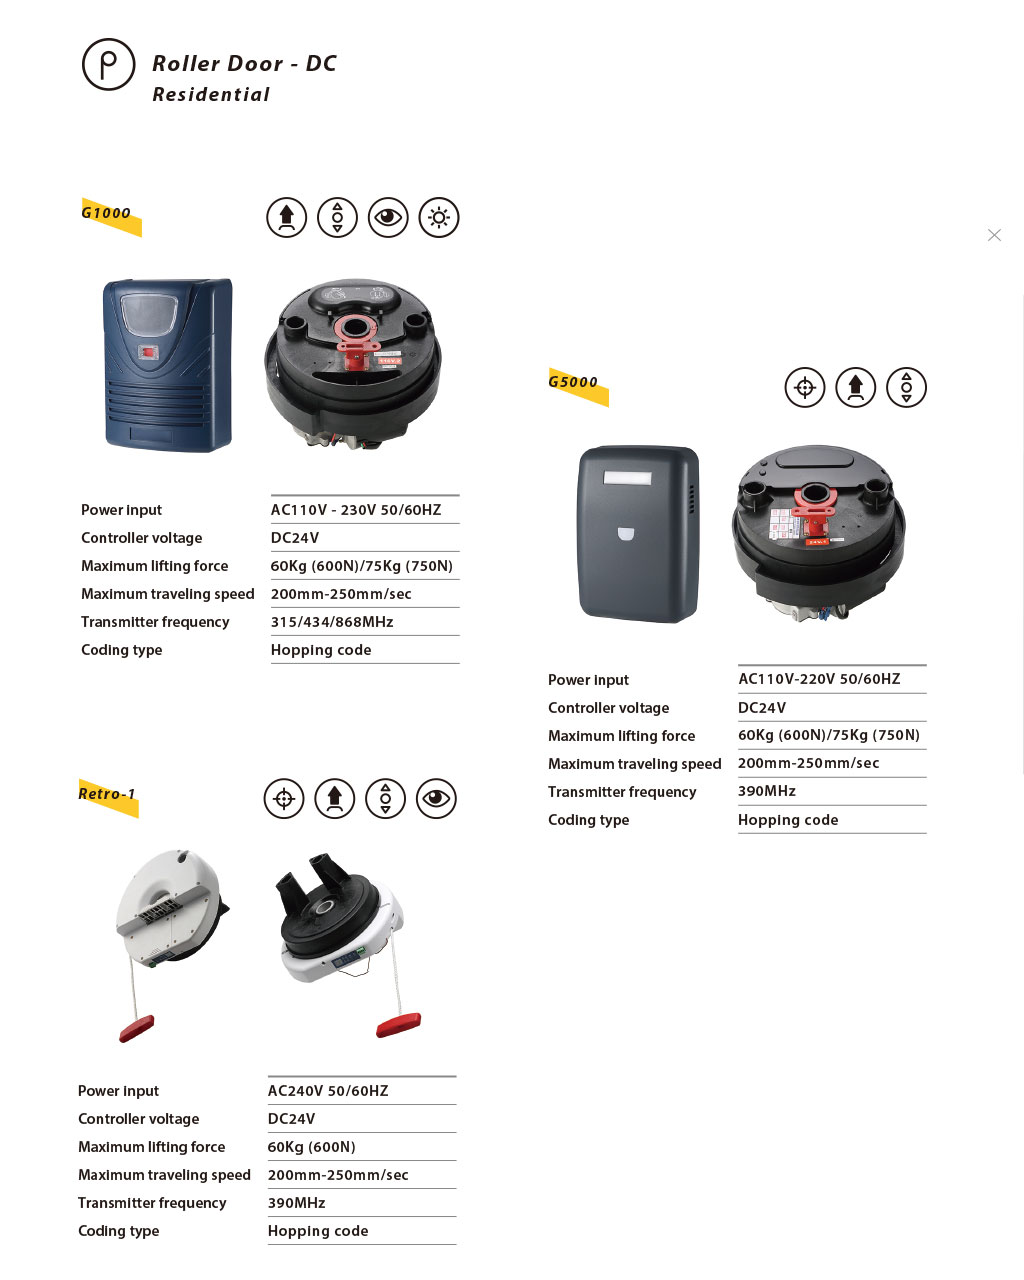 Roller Door - DC
Residential
G1000
Power input AC110V - 230V 50/60HZ
Controller voltage DC24V
Maximum lifting force 60Kg (600N)/75Kg (750N)
Maximum traveling speed 200mm-250mm/sec
Transmitter frequency 315/434/868MHz
Coding type Hopping code
G5000
Power input AC110V-220V 50/60HZ
Controller voltage DC24V
Maximum lifting force 60Kg (600N)/75Kg (750N)
Maximum traveling speed 200mm-250mm/sec
Transmitter frequency 390MHz
Coding type Hopping code
Retro-1
Power input AC240V 50/60HZ
Controller voltage DC24V
Maximum lifting force 60Kg (600N)
Maximum traveling speed 200mm-250mm/sec
Transmitter frequency 390MHz
Coding type Hopping code